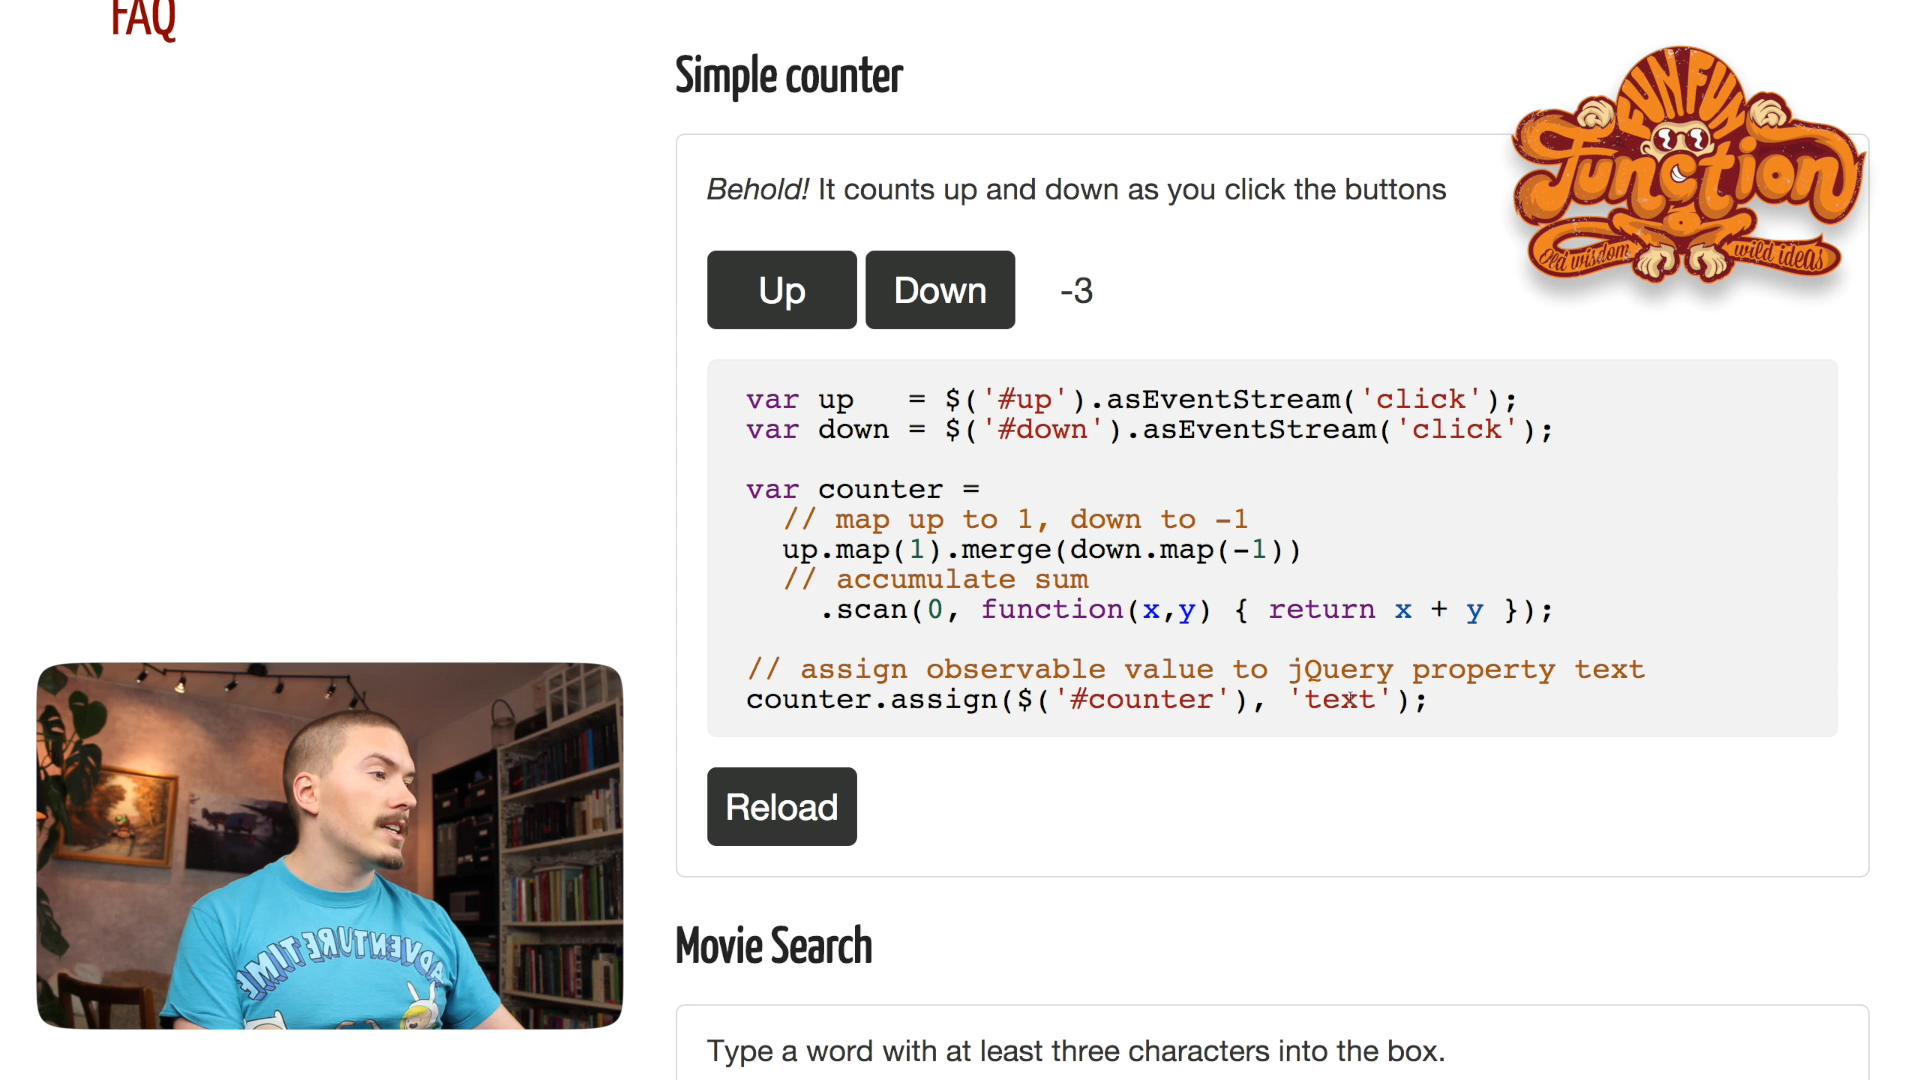 FAQ
Simple counter
FUN FUN
Function
Old wisdom
wild ideas
Behold! It counts up and down as you click the buttons
Up
Down
-3
var up   = $('#up').asEventStream('click');
var down = $('#down').asEventStream('click');
var counter =
// map up to 1, down to -1
up.map(1).merge(down.map(-1))
// accumulate sum
.scan(0, function(x,y) { return x + y });
// assign observable value to jQuery property text
counter.assign($('#counter'), 'text');
Reload
ADVENTURE TIME
Movie Search
Type a word with at least three characters into the box.